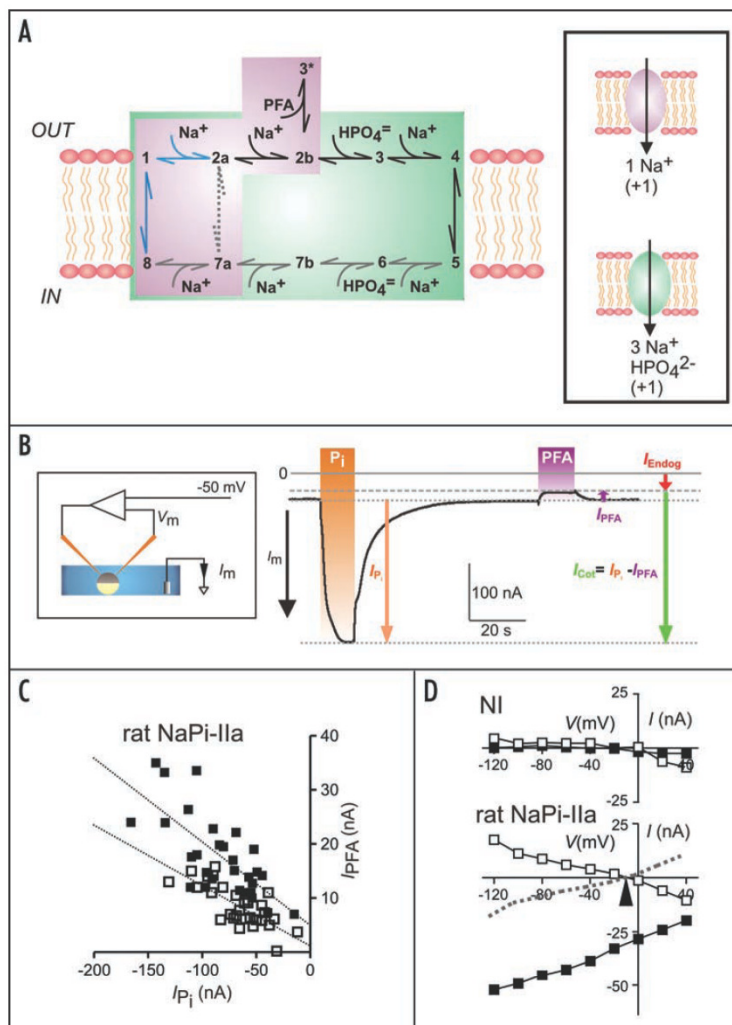 A
3*
PFA
OUT
Na+
Na+
HPO4=
Na+
1
2a
2b
3
4
8
7a
7b
6
5
IN
Na+
Na+
HPO4=
Na+
1 Na+
(+1)
3 Na+
HPO4 2-
(+1)
B
-50 mV
Vm
Im
0
Pi
PFA
IEndog
IPFA
Im
IPi
ICot= IPi -IPFA
100 nA
20 s
C
rat NaPi-IIa
40
30
20
10
IPFA (nA)
-200 -150 -100 -50 0
IPi (nA)
D
NI
25
V(mV) I (nA)
-120 -80 -40 40
-25
rat NaPi-IIa
25
V(mV) I (nA)
-120 -80 -40 40
-25
-50